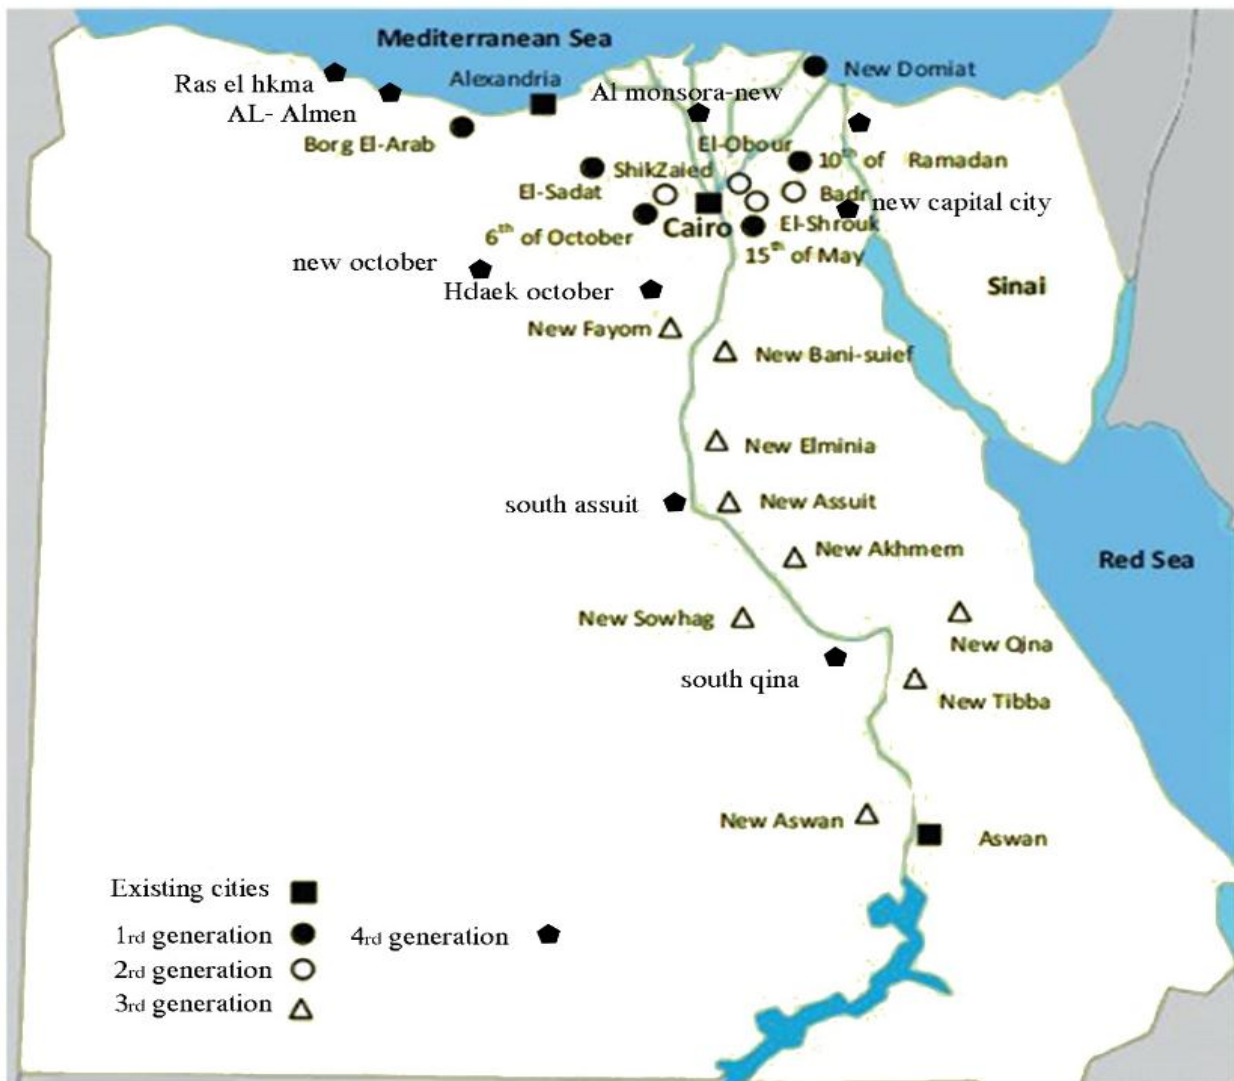 Mediterranean Sea
Ras el hkma
Alexandria
New Domiat
AL- Almen
Al monsora-new
Borg El-Arab
El-Obour
10th of Ramadan
El-Sadat
ShikZaied
Badr
new capital city
6th of October
Cairo
El-Shrouk
15th of May
new october
Hdaek october
Sinai
New Fayom
New Bani-suief
New Elminia
south assuit
New Assuit
New Akhmem
Red Sea
New Sowhag
New Qina
south qina
New Tibba
New Aswan
Aswan
Existing cities
1rd generation
4rd generation
2rd generation
3rd generation